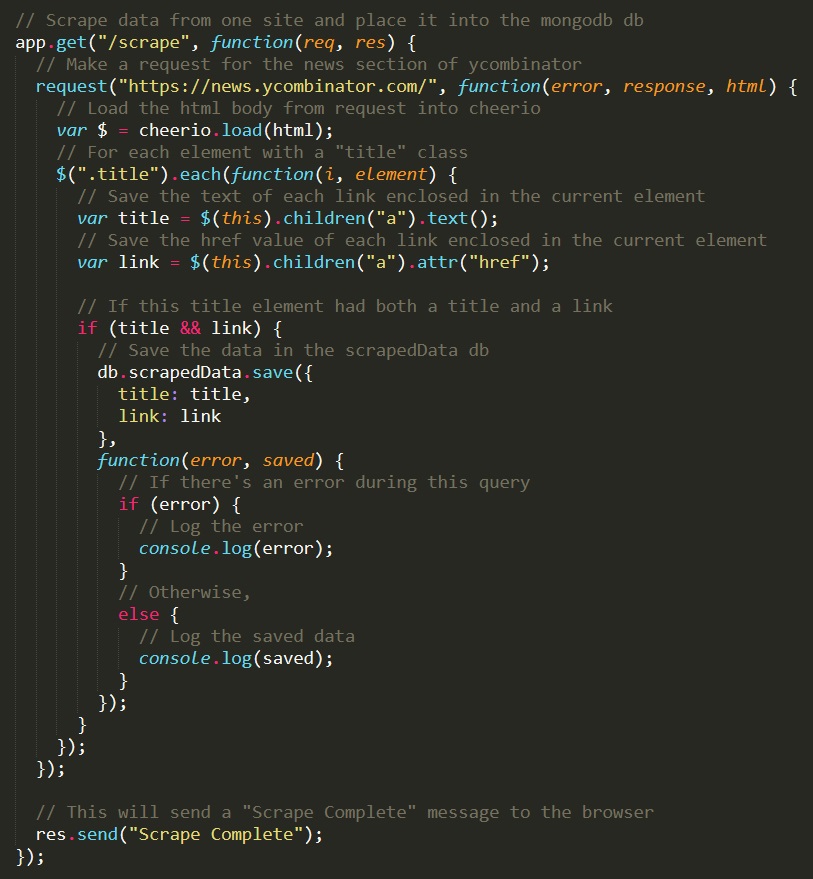 // Scrape data from one site and place it into the mongodb db
app.get("/scrape", function(req, res) {
  // Make a request for the news section of ycombinator
  request("https://news.ycombinator.com/", function(error, response, html) {
    // Load the html body from request into cheerio
    var $ = cheerio.load(html);
    // For each element with a "title" class
    $(".title").each(function(i, element) {
      // Save the text of each link enclosed in the current element
      var title = $(this).children("a").text();
      // Save the href value of each link enclosed in the current element
      var link = $(this).children("a").attr("href");

      // If this title element had both a title and a link
      if (title && link) {
        // Save the data in the scrapedData db
        db.scrapedData.save({
          title: title,
          link: link
        },
        function(error, saved) {
          // If there's an error during this query
          if (error) {
            // Log the error
            console.log(error);
          }
          // Otherwise,
          else {
            // Log the saved data
            console.log(saved);
          }
        });
      }
    });
  });

  // This will send a "Scrape Complete" message to the browser
  res.send("Scrape Complete");
});